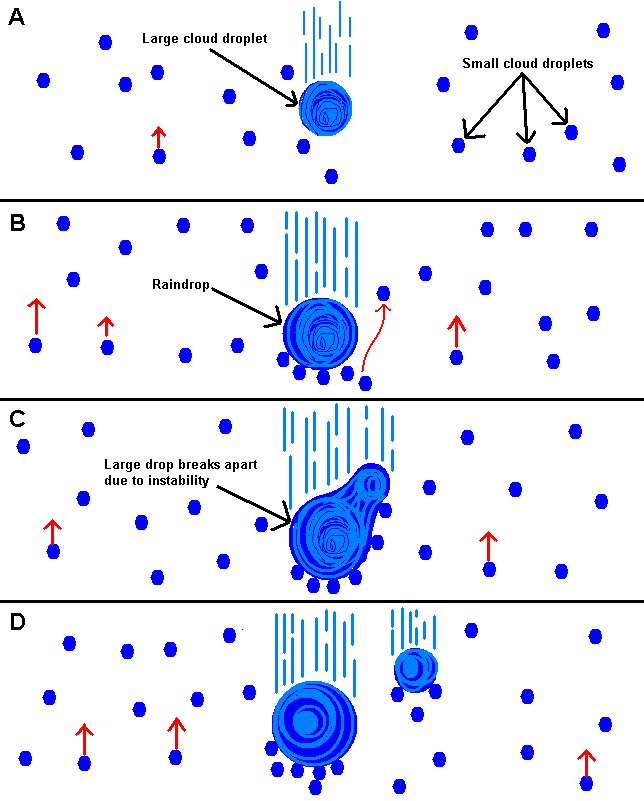 A
Large cloud droplet
Small cloud droplets
B
Raindrop
C
Large drop breaks apart
due to instability
D